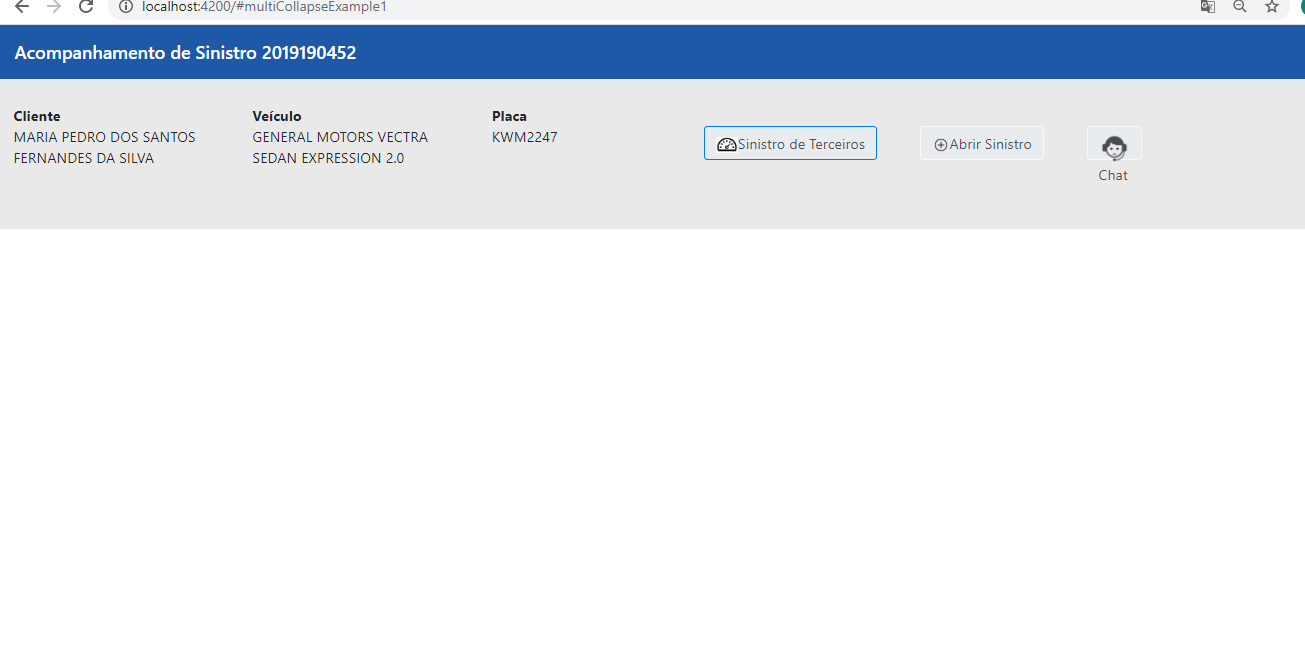 localhost:4200/#multiCollapseExample1
Acompanhamento de Sinistro 2019190452
Cliente
MARIA PEDRO DOS SANTOS
FERNANDES DA SILVA
Veículo
GENERAL MOTORS VECTRA
SEDAN EXPRESSION 2.0
Placa
KWM2247
Sinistro de Terceiros
Abrir Sinistro
Chat